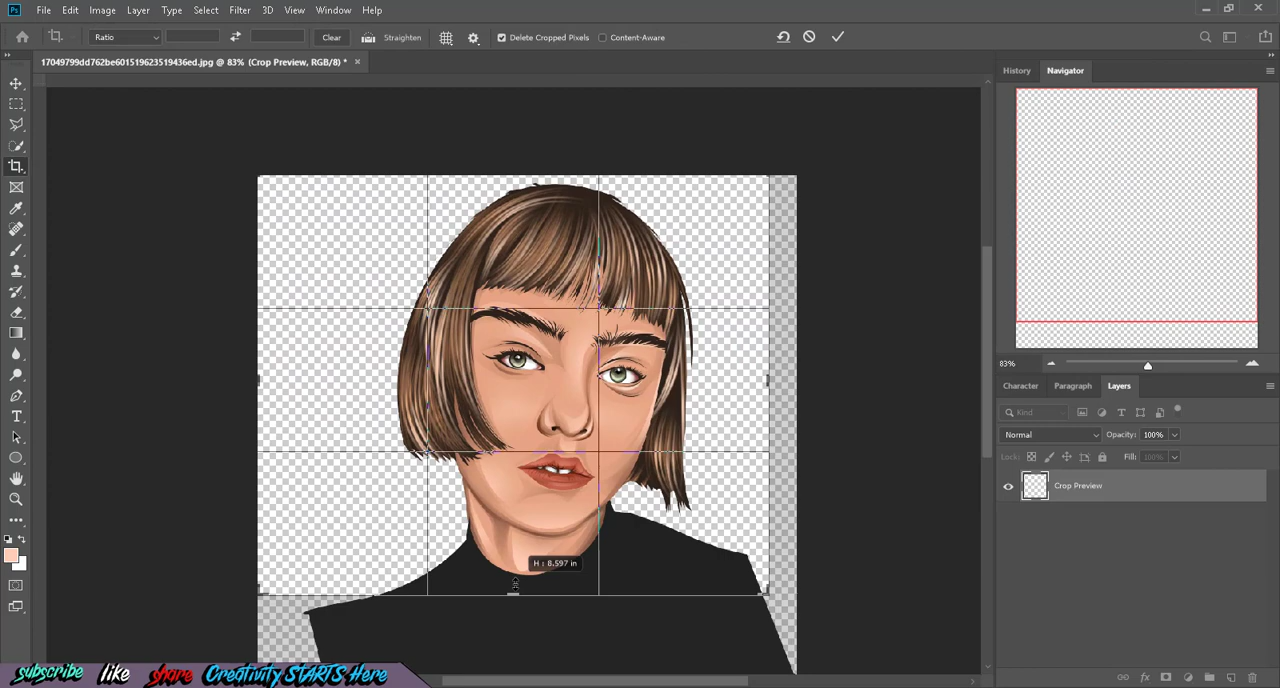 Ps File Edit Image Layer Type Select Filter 3D View Window Help
Ratio Clear Straighten Delete Cropped Pixels Content-Aware
17049799dd762be601519623519436ed.jpg @ 83% (Crop Preview, RGB/8) *
History Navigator
83%
Character Paragraph Layers
Kind
Normal Opacity: 100%
Lock: Fill: 100%
Crop Preview
H : 8.597 in
subscribe like share Creativity STARTS Here